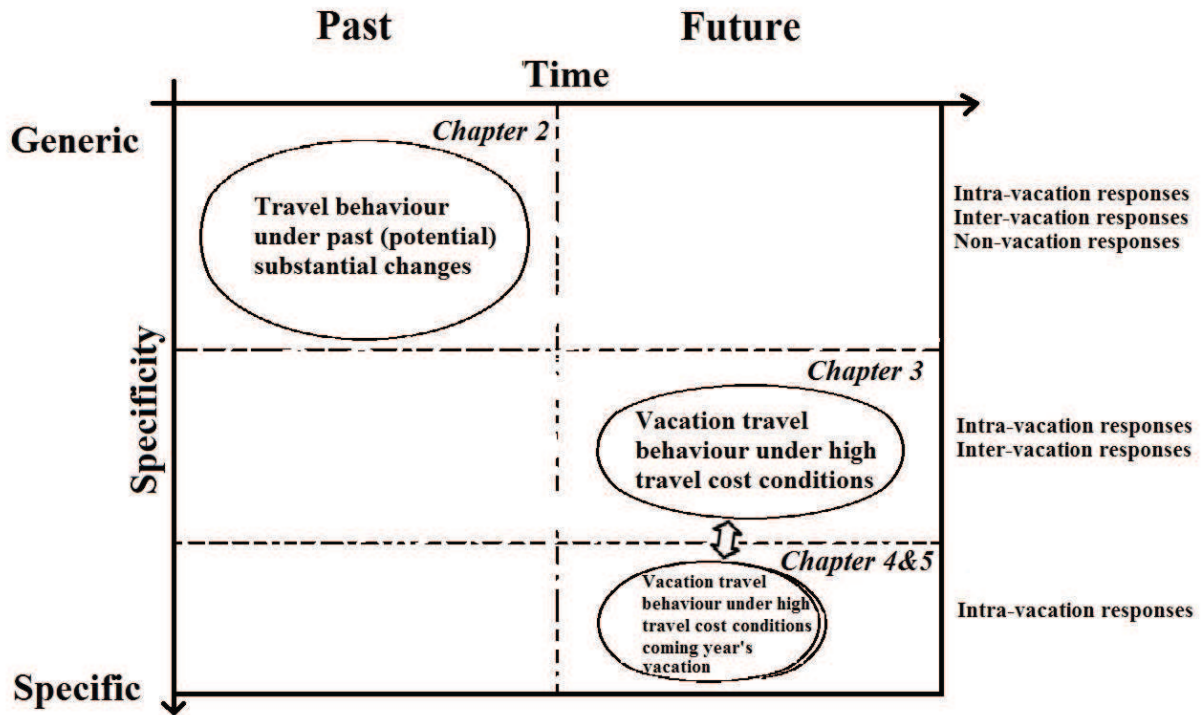 Past
Future
Time
Generic
Chapter 2
Travel behaviour
under past (potential)
substantial changes
Intra-vacation responses
Inter-vacation responses
Non-vacation responses
Specificity
Chapter 3
Vacation travel
behaviour under high
travel cost conditions
Intra-vacation responses
Inter-vacation responses
Chapter 4&5
Vacation travel
behaviour under high
travel cost conditions
coming year's
vacation
Intra-vacation responses
Specific